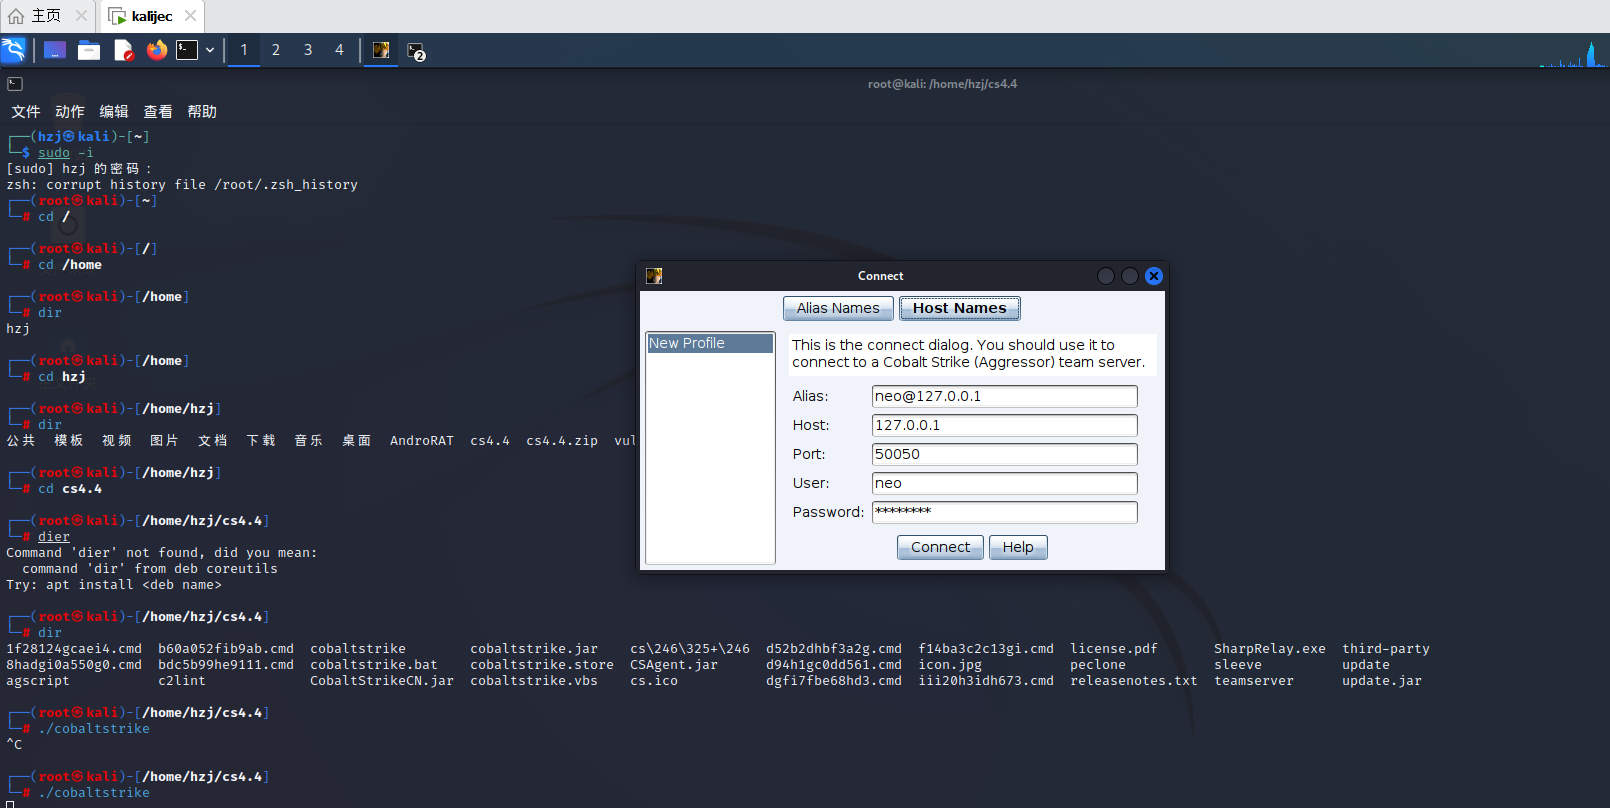 主页
kalijec
1 2 3 4 2
root@kali: /home/hzj/cs4.4
文件 动作 编辑 查看 帮助
(hzj㉿kali)-[~]
$ sudo -i
[sudo] hzj 的密码：
zsh: corrupt history file /root/.zsh_history
(root㉿kali)-[~]
# cd /
(root㉿kali)-[/]
# cd /home
(root㉿kali)-[/home]
# dir
hzj
(root㉿kali)-[/home]
# cd hzj
(root㉿kali)-[/home/hzj]
# dir
公共 模板 视频 图片 文档 下载 音乐 桌面 AndroRAT cs4.4 cs4.4.zip vul
(root㉿kali)-[/home/hzj]
# cd cs4.4
(root㉿kali)-[/home/hzj/cs4.4]
# dier
Command 'dier' not found, did you mean:
command 'dir' from deb coreutils
Try: apt install <deb name>
(root㉿kali)-[/home/hzj/cs4.4]
# dir
1f28124gcaei4.cmd b60a052fib9ab.cmd cobaltstrike cobaltstrike.jar cs\246\325+\246 d52b2dhbf3a2g.cmd f14ba3c2c13gi.cmd license.pdf SharpRelay.exe third-party
8hadgi0a550g0.cmd bdc5b99he9111.cmd cobaltstrike.bat cobaltstrike.store CSAgent.jar d94h1gc0dd561.cmd icon.jpg peclone sleeve update
agscript c2lint CobaltStrikeCN.jar cobaltstrike.vbs cs.ico dgfi7fbe68hd3.cmd iii20h3idh673.cmd releasenotes.txt teamserver update.jar
(root㉿kali)-[/home/hzj/cs4.4]
# ./cobaltstrike
^C
(root㉿kali)-[/home/hzj/cs4.4]
# ./cobaltstrike
Connect
Alias Names Host Names
New Profile
This is the connect dialog. You should use it to
connect to a Cobalt Strike (Aggressor) team server.
Alias: neo@127.0.0.1
Host: 127.0.0.1
Port: 50050
User: neo
Password: ********
Connect Help